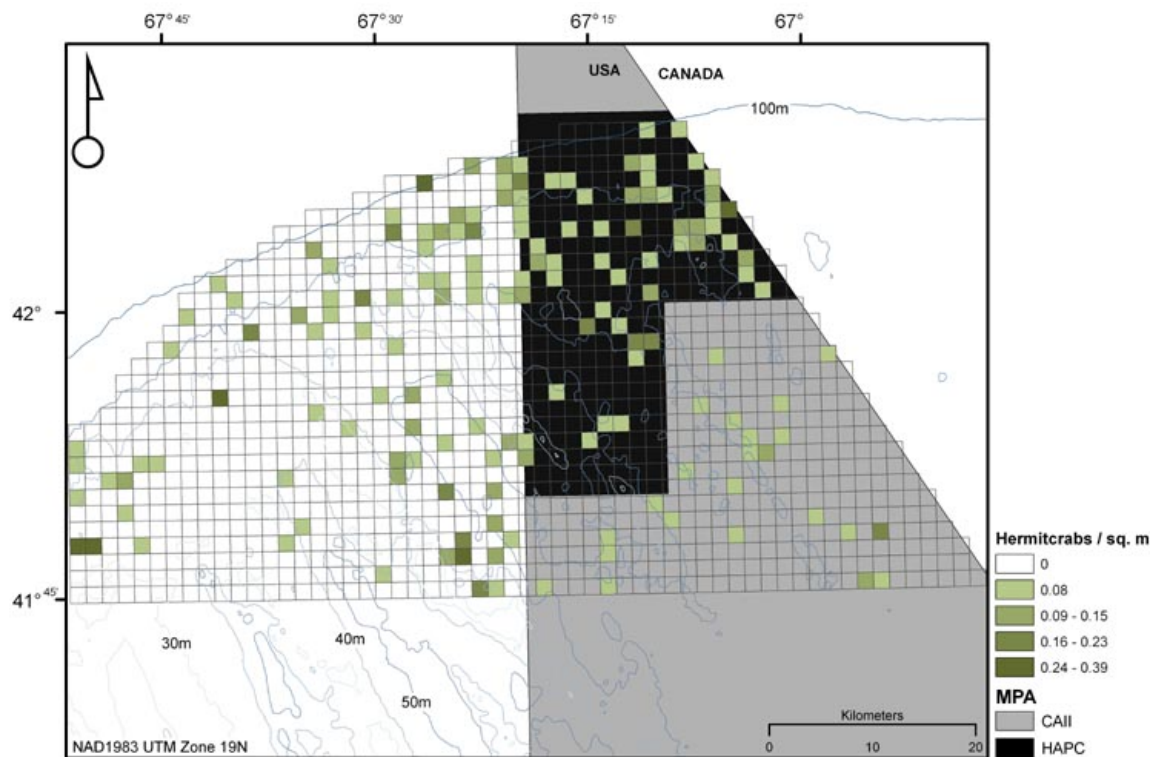 67° 45' 67° 30' 67° 15' 67°
USA CANADA
100m
42°
41° 45'
30m
40m
50m
NAD1983 UTM Zone 19N
Kilometers
0 10 20
Hermitcrabs / sq. m
0
0.08
0.09 - 0.15
0.16 - 0.23
0.24 - 0.39
MPA
CAII
HAPC